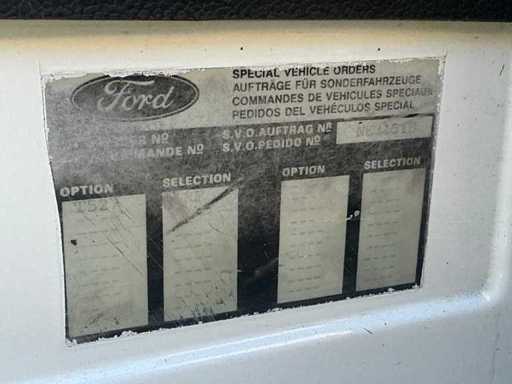 Ford
SPECIAL VEHICLE ORDERS
AUFTRÄGE FÜR SONDERFAHRZEUGE
COMMANDES DE VEHICULES SPECIAUX
PEDIDOS DEL VEHÍCULOS SPECIAL
Nº S.V.O. AUFTRAG Nº
MANDE Nº S.V.O. PEDIDO Nº
OPTION SELECTION OPTION SELECTION